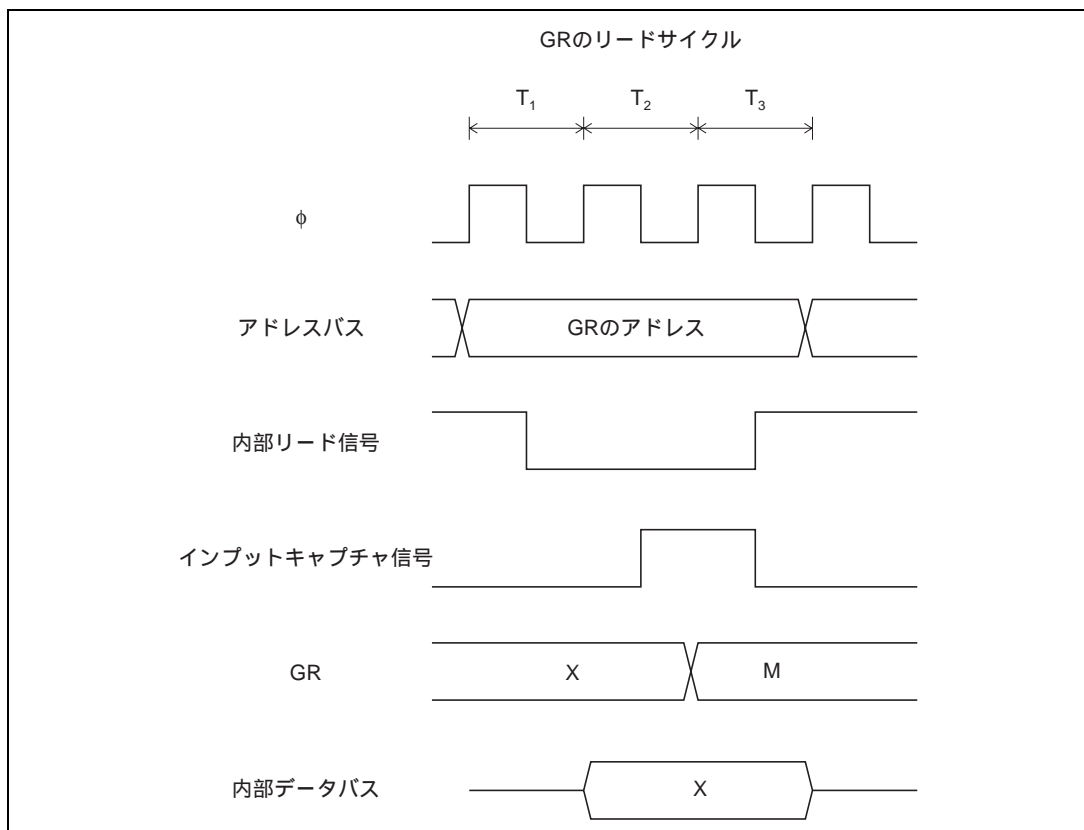 GRのリードサイクル
T1 T2 T3
φ
アドレスバス GRのアドレス
内部リード信号
インプットキャプチャ信号
GR X M
内部データバス X